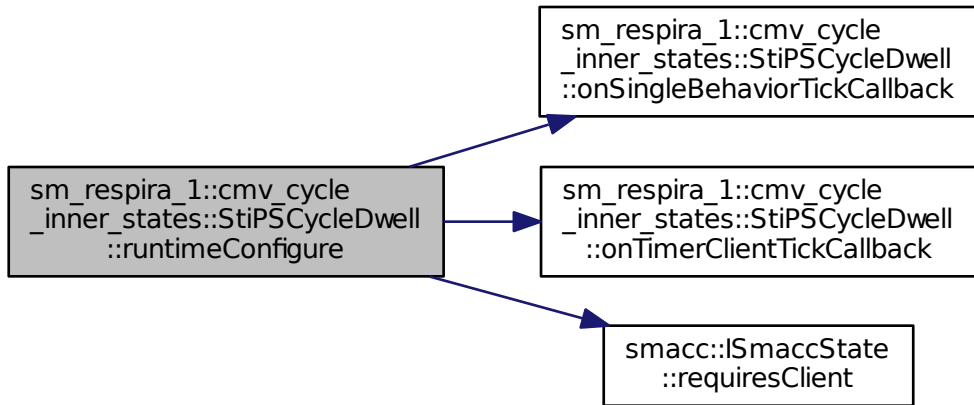 sm_respira_1::cmv_cycle
_inner_states::StiPSCycleDwell
::runtimeConfigure
sm_respira_1::cmv_cycle
_inner_states::StiPSCycleDwell
::onSingleBehaviorTickCallback
sm_respira_1::cmv_cycle
_inner_states::StiPSCycleDwell
::onTimerClientTickCallback
smacc::ISmaccState
::requiresClient